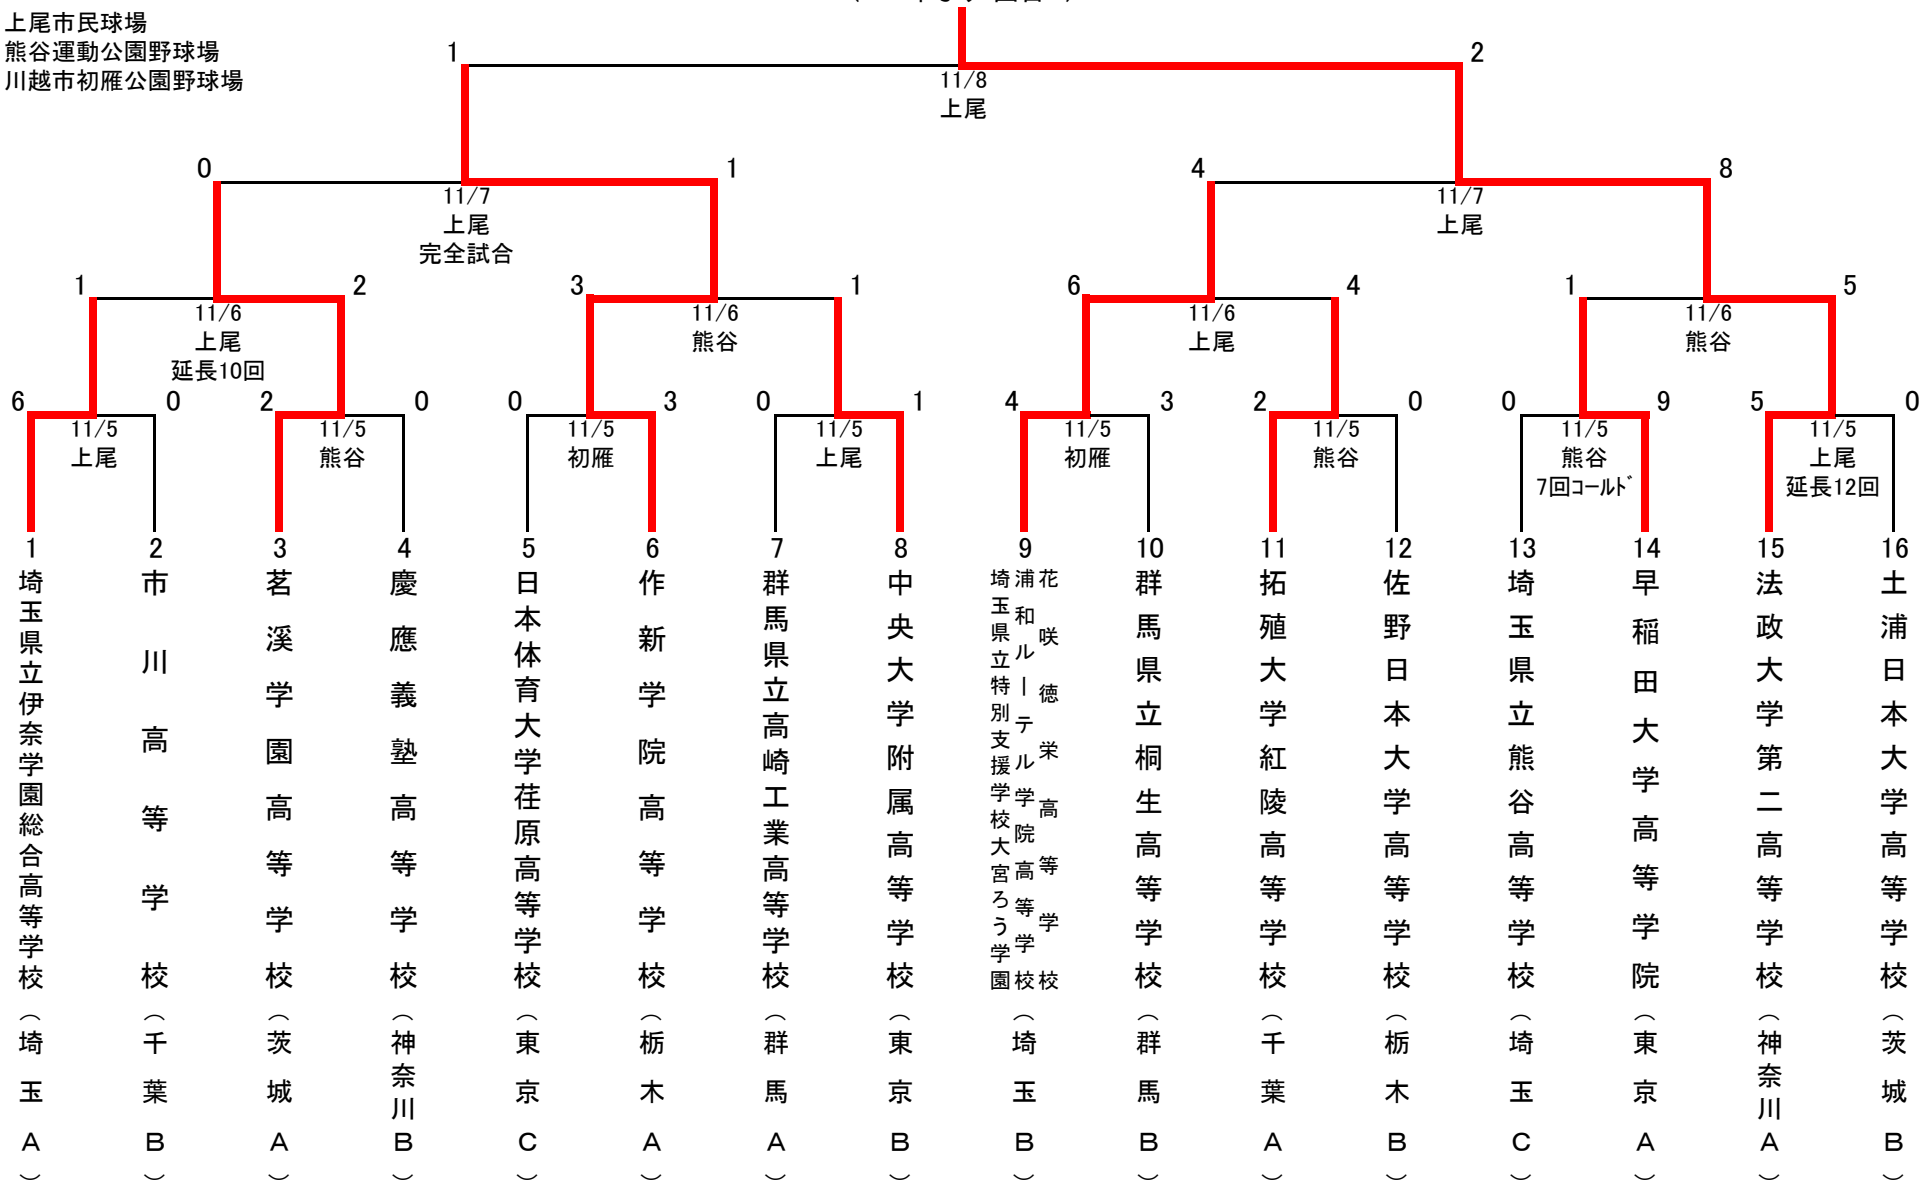 上尾市民球場
熊谷運動公園野球場
川越市初雁公園野球場
1
2
11/8
上尾
0
1
4
8
11/7
上尾
完全試合
11/7
上尾
1
2
3
1
6
4
1
5
11/6
上尾
延長10回
11/6
熊谷
11/6
上尾
11/6
熊谷
6
0
2
0
0
3
0
1
4
3
2
0
0
9
5
0
11/5
上尾
11/5
熊谷
11/5
初雁
11/5
上尾
11/5
初雁
11/5
熊谷
11/5
熊谷
7回ｺｰﾙﾄﾞ
11/5
上尾
延長12回
1
埼玉県立伊奈学園総合高等学校（埼玉A）
2
市川高等学校（千葉B）
3
茗溪学園高等学校（茨城A）
4
慶應義塾高等学校（神奈川B）
5
日本体育大学荏原高等学校（東京C）
6
作新学院高等学校（栃木A）
7
群馬県立高崎工業高等学校（群馬A）
8
中央大学附属高等学校（東京B）
9
花咲徳栄高等学校
浦和ルーテル学院高等学校
埼玉県立特別支援学校大宮ろう学園
（埼玉B）
10
群馬県立桐生高等学校（群馬B）
11
拓殖大学紅陵高等学校（千葉A）
12
佐野日本大学高等学校（栃木B）
13
埼玉県立熊谷高等学校（埼玉C）
14
早稲田大学高等学院（東京A）
15
法政大学第二高等学校（神奈川A）
16
土浦日本大学高等学校（茨城B）